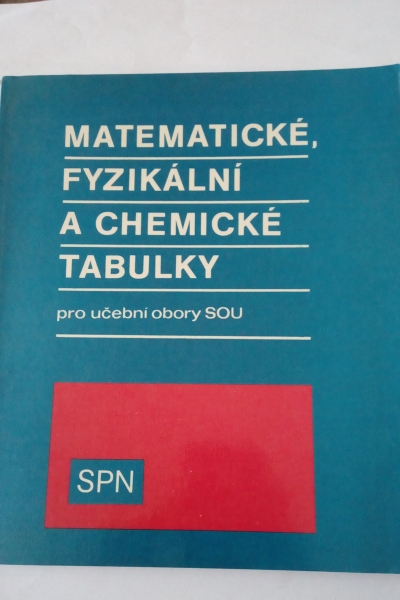 MATEMATICKÉ,
FYZIKÁLNÍ
A CHEMICKÉ
TABULKY
pro učební obory SOU
SPN